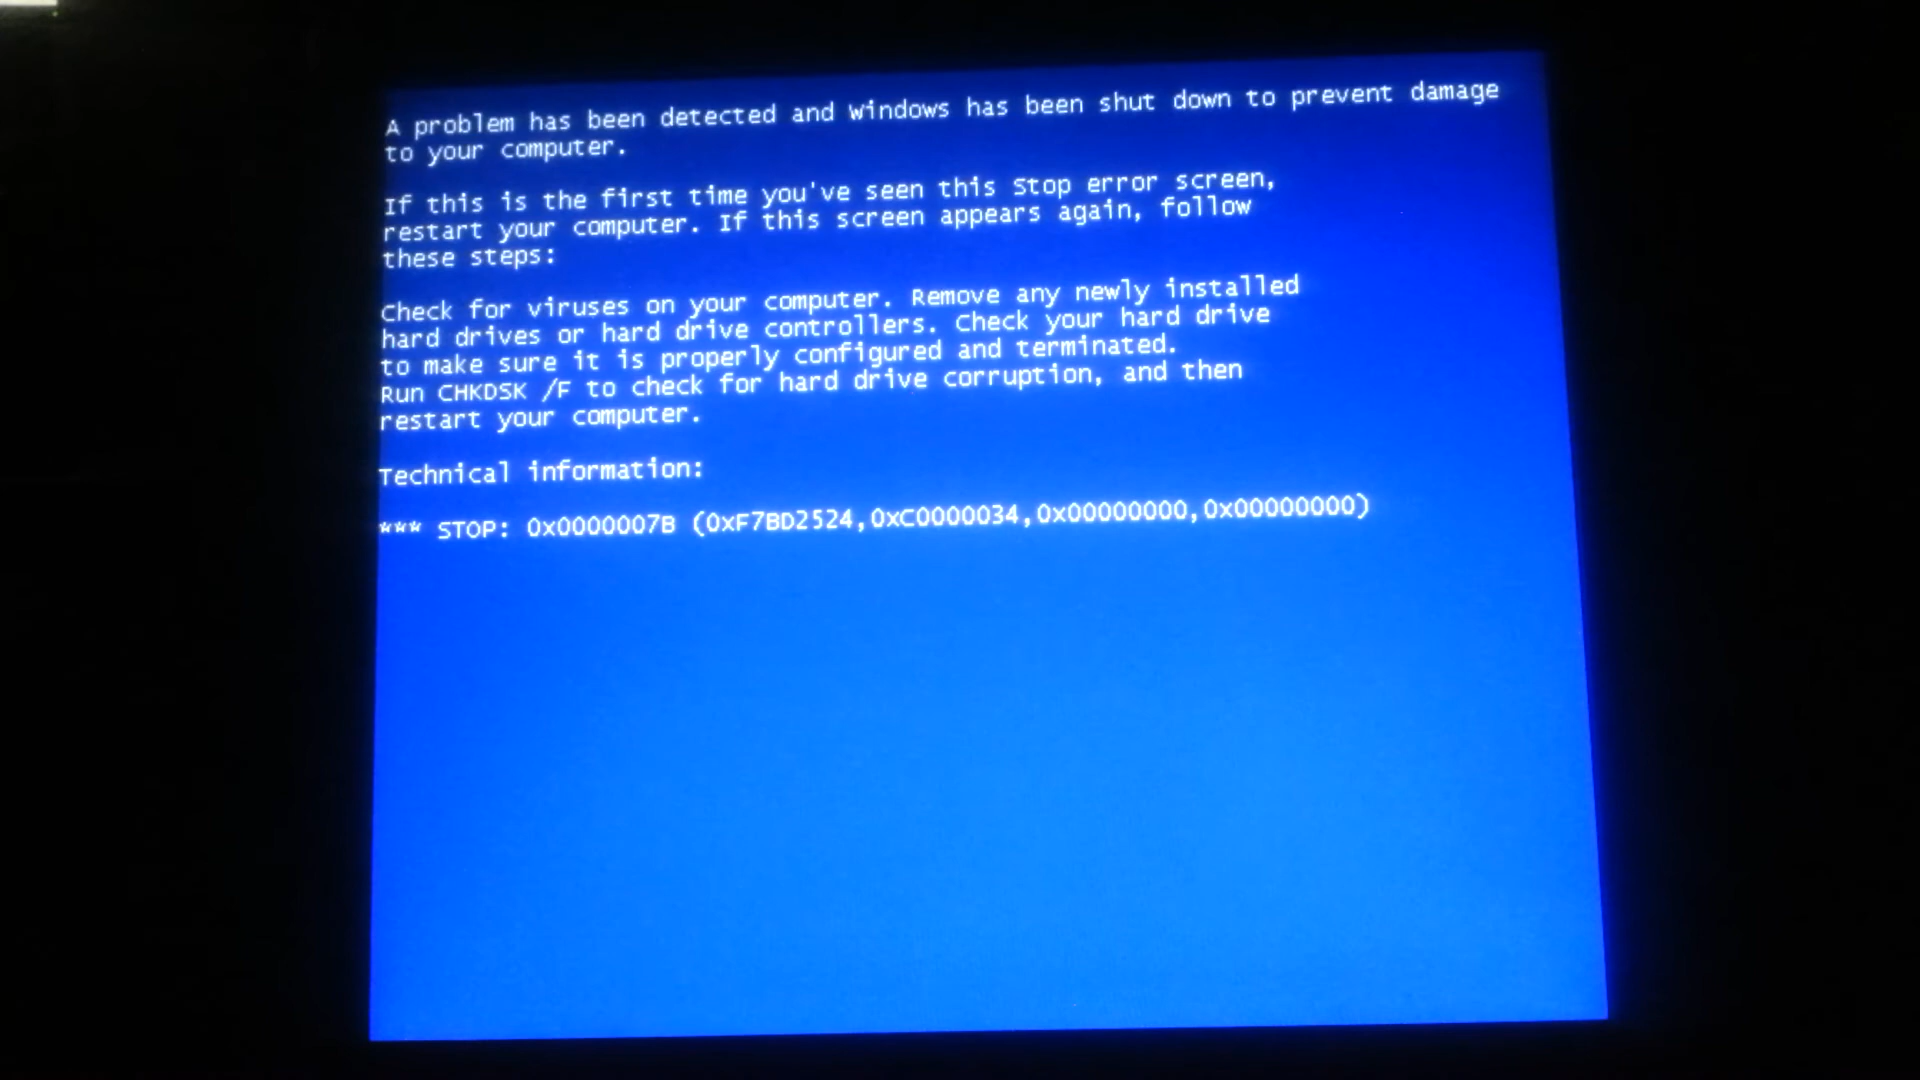 A problem has been detected and windows has been shut down to prevent damage
to your computer.
If this is the first time you've seen this Stop error screen,
restart your computer. If this screen appears again, follow
these steps:
Check for viruses on your computer. Remove any newly installed
hard drives or hard drive controllers. Check your hard drive
to make sure it is properly configured and terminated.
Run CHKDSK /F to check for hard drive corruption, and then
restart your computer.
Technical information:
*** STOP: 0x0000007B (0xF7BD2524,0xC0000034,0x00000000,0x00000000)